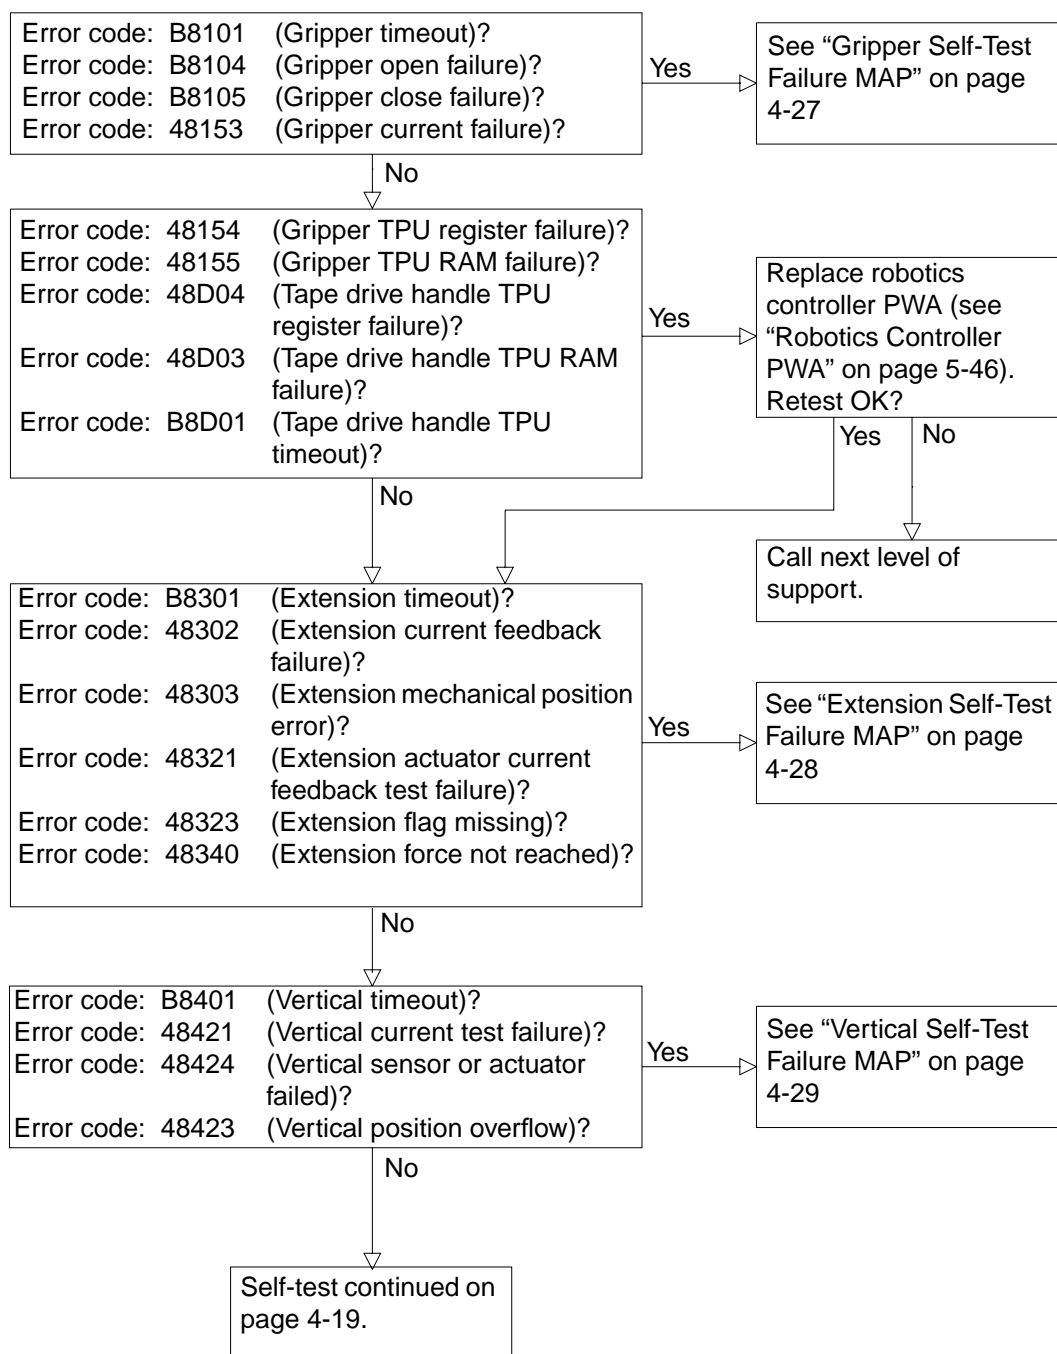 Error code: B8101 (Gripper timeout)?
Error code: B8104 (Gripper open failure)?
Error code: B8105 (Gripper close failure)?
Error code: 48153 (Gripper current failure)?
Yes
See “Gripper Self-Test
Failure MAP” on page
4-27
No
Error code: 48154 (Gripper TPU register failure)?
Error code: 48155 (Gripper TPU RAM failure)?
Error code: 48D04 (Tape drive handle TPU
register failure)?
Error code: 48D03 (Tape drive handle TPU RAM
failure)?
Error code: B8D01 (Tape drive handle TPU
timeout)?
Yes
Replace robotics
controller PWA (see
“Robotics Controller
PWA” on page 5-46).
Retest OK?
Yes
No
No
Call next level of
support.
Error code: B8301 (Extension timeout)?
Error code: 48302 (Extension current feedback
failure)?
Error code: 48303 (Extension mechanical position
error)?
Error code: 48321 (Extension actuator current
feedback test failure)?
Error code: 48323 (Extension flag missing)?
Error code: 48340 (Extension force not reached)?
Yes
See “Extension Self-Test
Failure MAP” on page
4-28
No
Error code: B8401 (Vertical timeout)?
Error code: 48421 (Vertical current test failure)?
Error code: 48424 (Vertical sensor or actuator
failed)?
Error code: 48423 (Vertical position overflow)?
Yes
See “Vertical Self-Test
Failure MAP” on page
4-29
No
Self-test continued on
page 4-19.